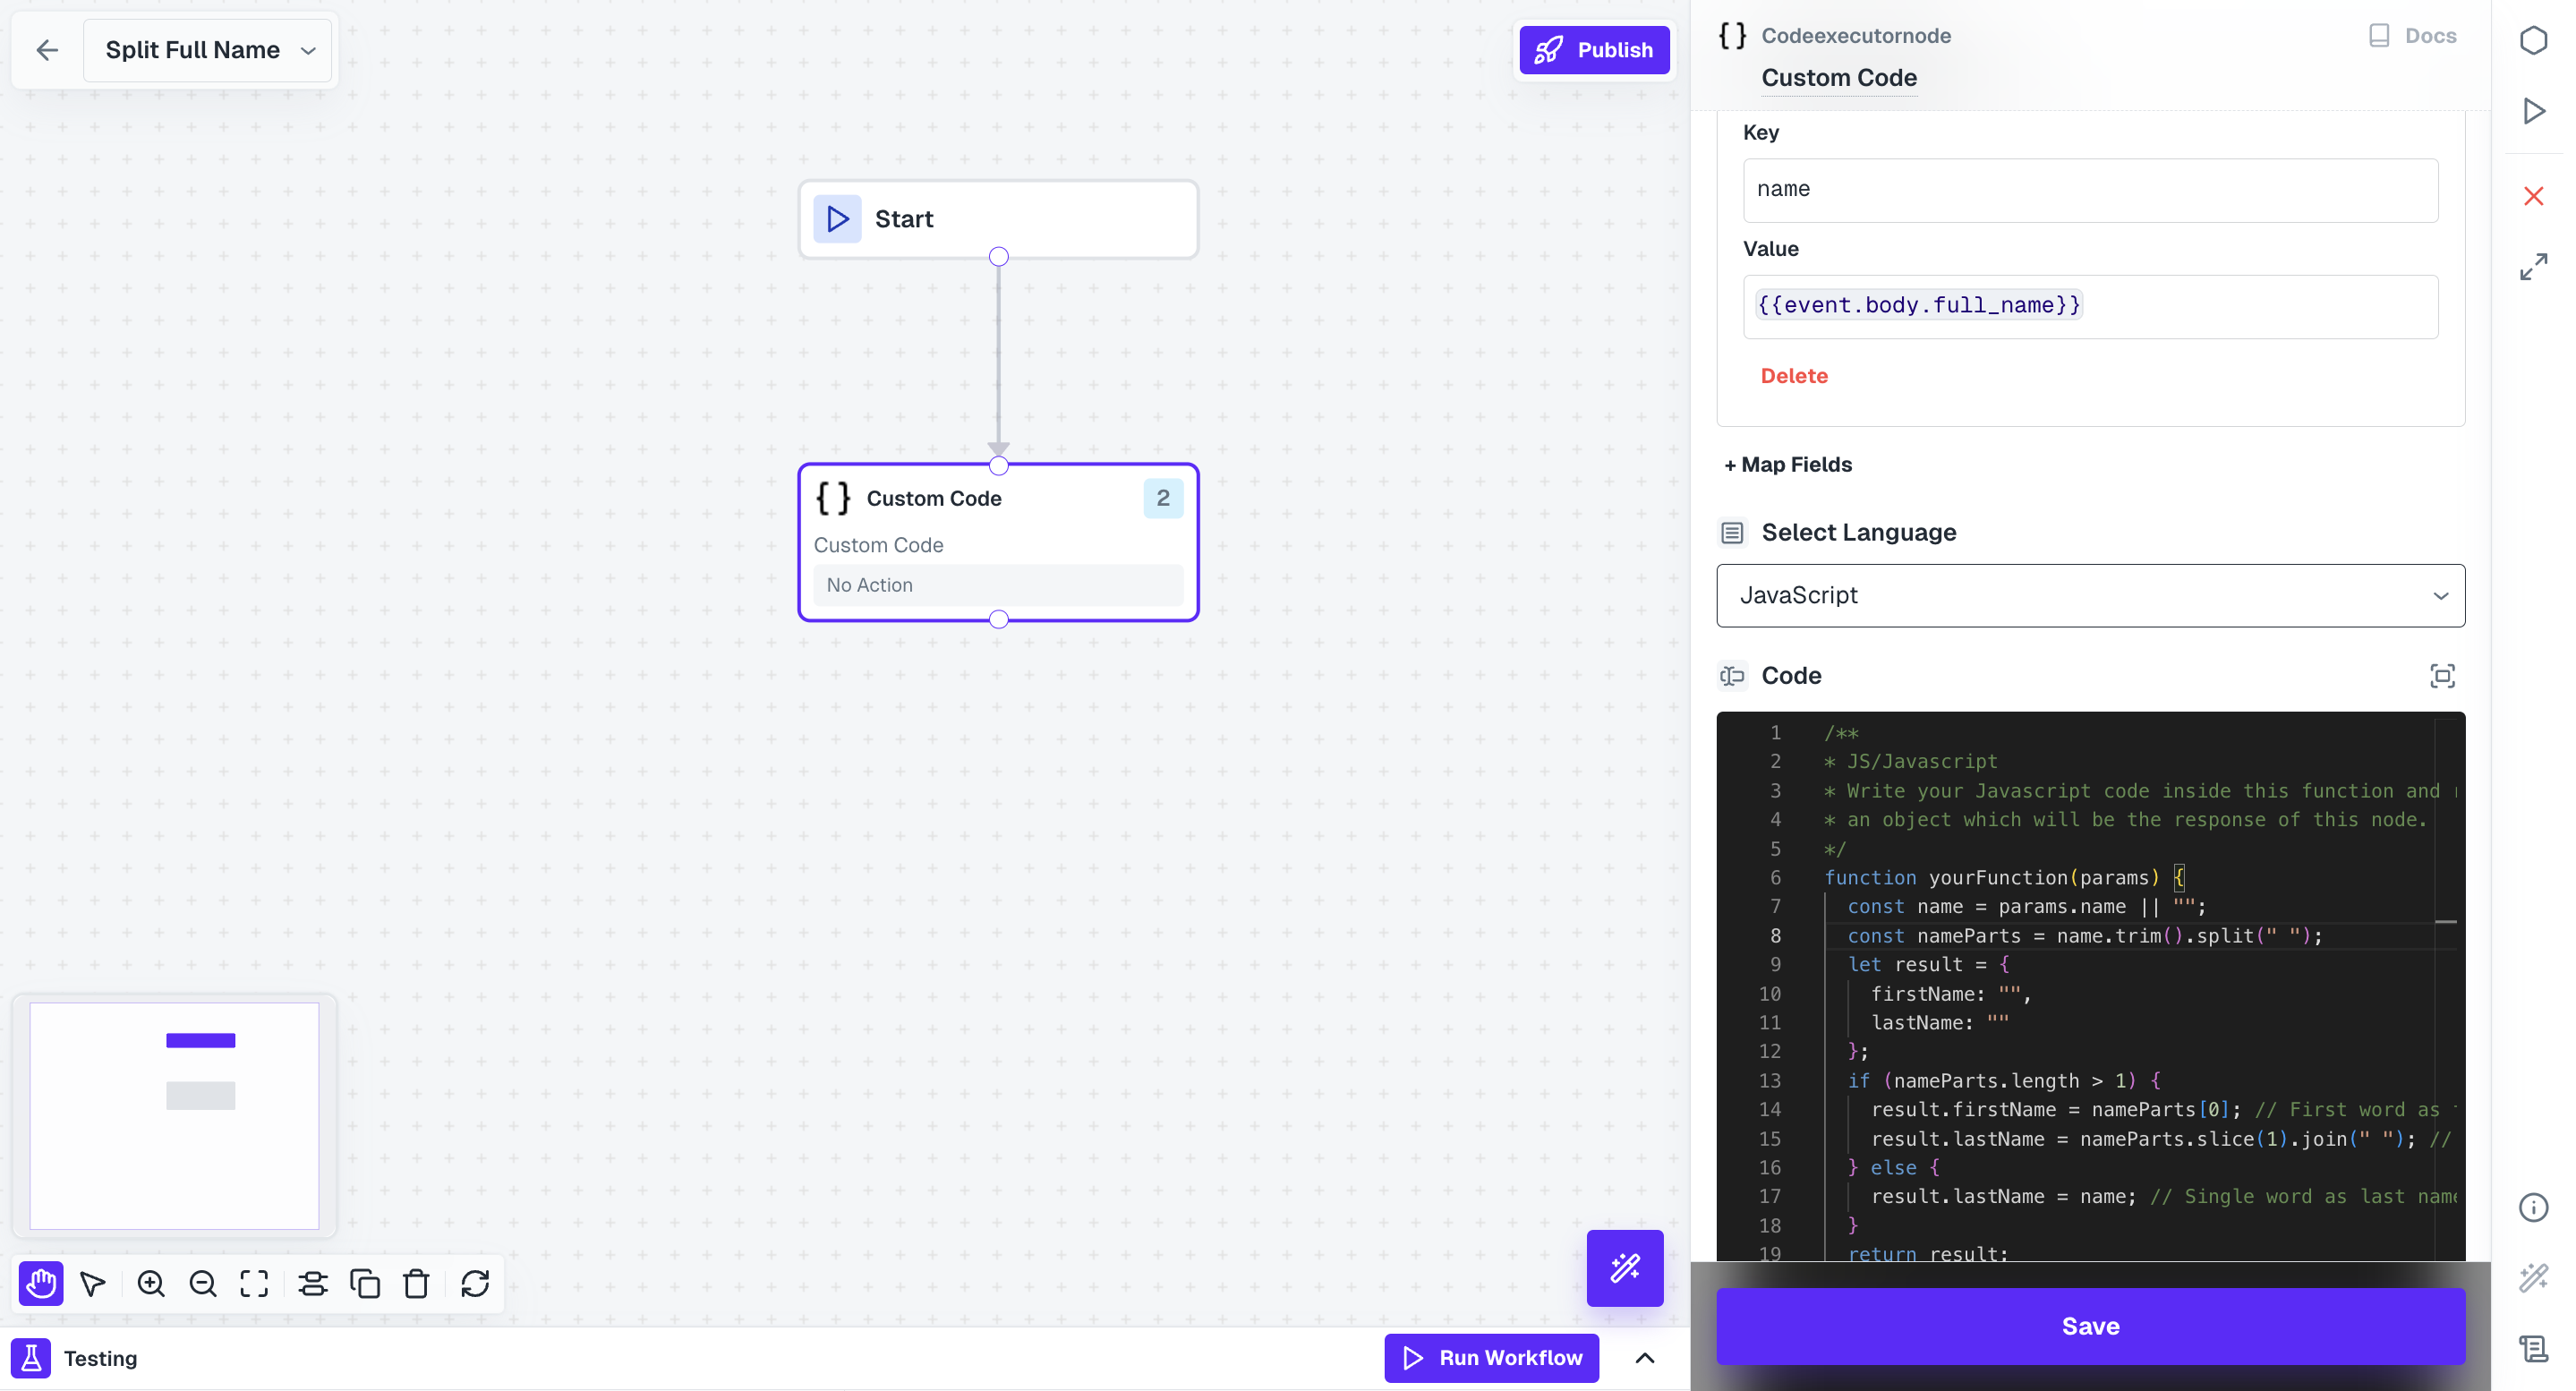 Split Full Name
Publish
Start
Custom Code
2
Custom Code
No Action
Testing
Run Workflow
Codeexecutornode
Docs
Custom Code
Key
name
Value
{{event.body.full_name}}
Delete
+ Map Fields
Select Language
JavaScript
Code
1 /**
2 * JS/Javascript
3 * Write your Javascript code inside this function and
4 * an object which will be the response of this node.
5 */
6 function yourFunction(params) {
7 const name = params.name || "";
8 const nameParts = name.trim().split(" ");
9 let result = {
10 firstName: "",
11 lastName: ""
12 };
13 if (nameParts.length > 1) {
14 result.firstName = nameParts[0]; // First word as
15 result.lastName = nameParts.slice(1).join(" "); //
16 } else {
17 result.lastName = name; // Single word as last name
18 }
19 return result;
Save